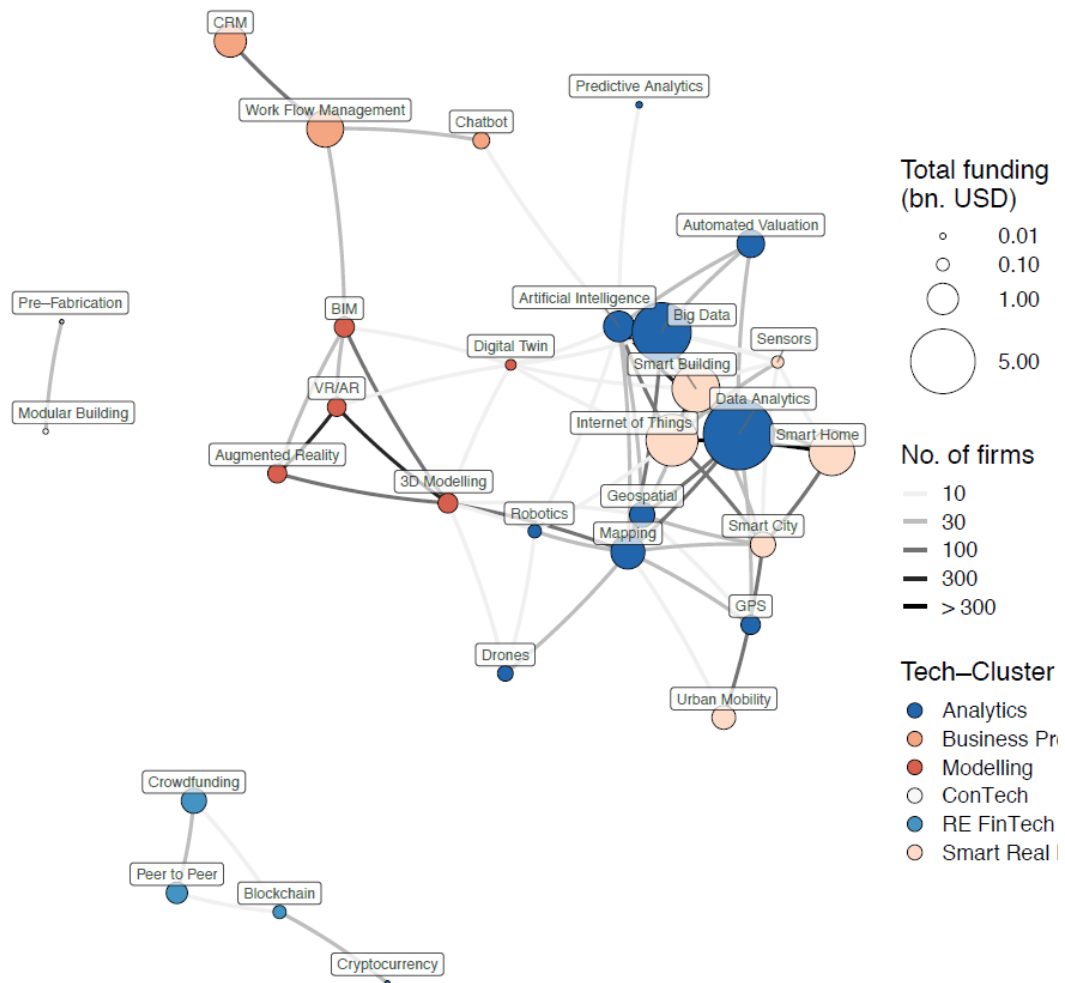 CRM
Predictive Analytics
Work Flow Management
Chatbot
Automated Valuation
Artificial Intelligence
Pre–Fabrication
BIM
Big Data
Sensors
Digital Twin
Smart Building
VR/AR
Data Analytics
Modular Building
Internet of Things
Smart Home
Augmented Reality
3D Modelling
Geospatial
Robotics
Smart City
Mapping
GPS
Drones
Urban Mobility
Crowdfunding
Peer to Peer
Blockchain
Cryptocurrency
Total funding
(bn. USD)
0.01
0.10
1.00
5.00
No. of firms
10
30
100
300
> 300
Tech–Cluster
Analytics
Business Pr
Modelling
ConTech
RE FinTech
Smart Real